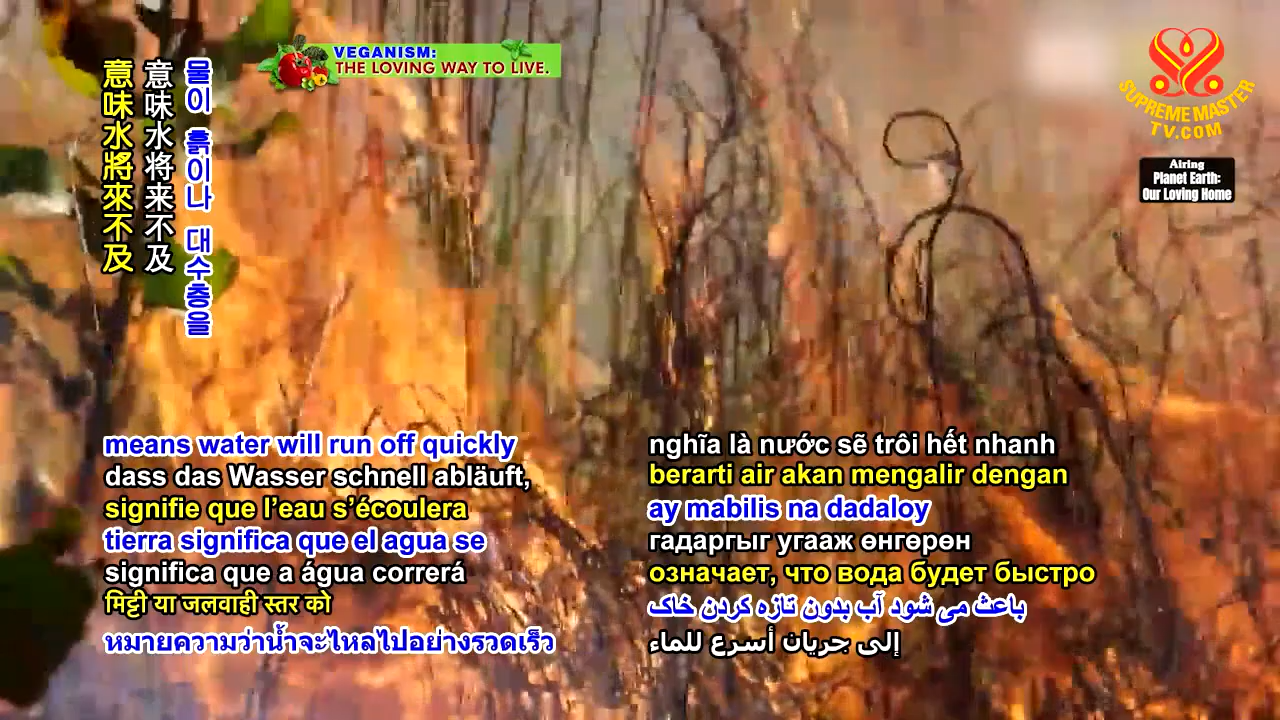 VEGANISM:
THE LOVING WAY TO LIVE.
SUPREME MASTER
TV.COM
Airing
Planet Earth:
Our Loving Home
물이 흙이나 대수층을
意味水将来不及
意味水將來不及
means water will run off quickly
dass das Wasser schnell abläuft,
signifie que l’eau s’écoulera
tierra significa que el agua se
significa que a água correrá
मिट्टी या जलवाही स्तर को
หมายความว่าน้ำจะไหลไปอย่างรวดเร็ว
nghĩa là nước sẽ trôi hết nhanh
berarti air akan mengalir dengan
ay mabilis na dadaloy
гадаргыг угааж өнгөрөн
означает, что вода будет быстро
باعث می شود آب بدون تازه کردن خاک
إلى جريان أسرع للماء